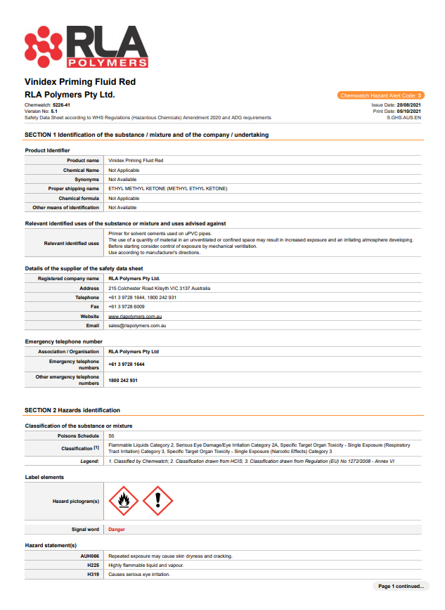 RLA
POLYMERS
Vinidex Priming Fluid Red
RLA Polymers Pty Ltd.
Chemwatch Hazard Alert Code: 3
Chemwatch: 5226-41
Version No: 5.1
Safety Data Sheet according to WHS Regulations (Hazardous Chemicals) Amendment 2020 and ADG requirements
Issue Date: 20/08/2021
Print Date: 05/10/2021
S.GHS.AUS.EN
SECTION 1 Identification of the substance / mixture and of the company / undertaking
Product Identifier
Product name Vinidex Priming Fluid Red
Chemical Name Not Applicable
Synonyms Not Available
Proper shipping name ETHYL METHYL KETONE (METHYL ETHYL KETONE)
Chemical formula Not Applicable
Other means of identification Not Available
Relevant identified uses of the substance or mixture and uses advised against
Relevant identified uses
Primer for solvent cements used on uPVC pipes.
The use of a quantity of material in an unventilated or confined space may result in increased exposure and an irritating atmosphere developing.
Before starting consider control of exposure by mechanical ventilation.
Use according to manufacturer's directions.
Details of the supplier of the safety data sheet
Registered company name RLA Polymers Pty Ltd
Address 215 Colchester Road Kilsyth VIC 3137 Australia
Telephone +61 3 9728 1644, 1800 242 931
Fax +61 3 9728 6009
Website www.rlapolymers.com.au
Email sales@rlapolymers.com.au
Emergency telephone number
Association / Organisation RLA Polymers Pty Ltd
Emergency telephone
numbers +61 3 9728 1644
Other emergency telephone
numbers 1800 242 931
SECTION 2 Hazards identification
Classification of the substance or mixture
Poisons Schedule S5
Classification [1] Flammable Liquids Category 2, Serious Eye Damage/Eye Irritation Category 2A, Specific Target Organ Toxicity - Single Exposure (Respiratory
Tract Irritation) Category 3, Specific Target Organ Toxicity - Single Exposure (Narcotic Effects) Category 3
Legend: 1. Classified by Chemwatch; 2. Classification drawn from HCIS; 3. Classification drawn from Regulation (EU) No 1272/2008 - Annex VI
Label elements
Hazard pictogram(s)
Signal word Danger
Hazard statement(s)
AUH066 Repeated exposure may cause skin dryness and cracking.
H225 Highly flammable liquid and vapour.
H319 Causes serious eye irritation.
Page 1 continued...